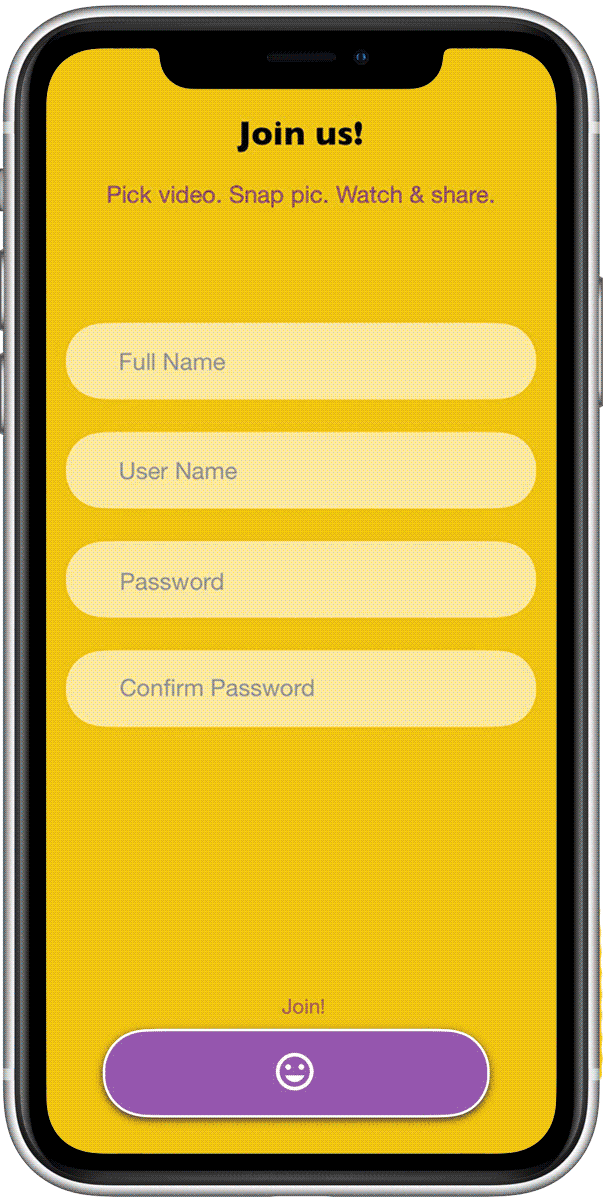 Join us!
Pick video. Snap pic. Watch & share.
Full Name
User Name
Password
Confirm Password
Join!